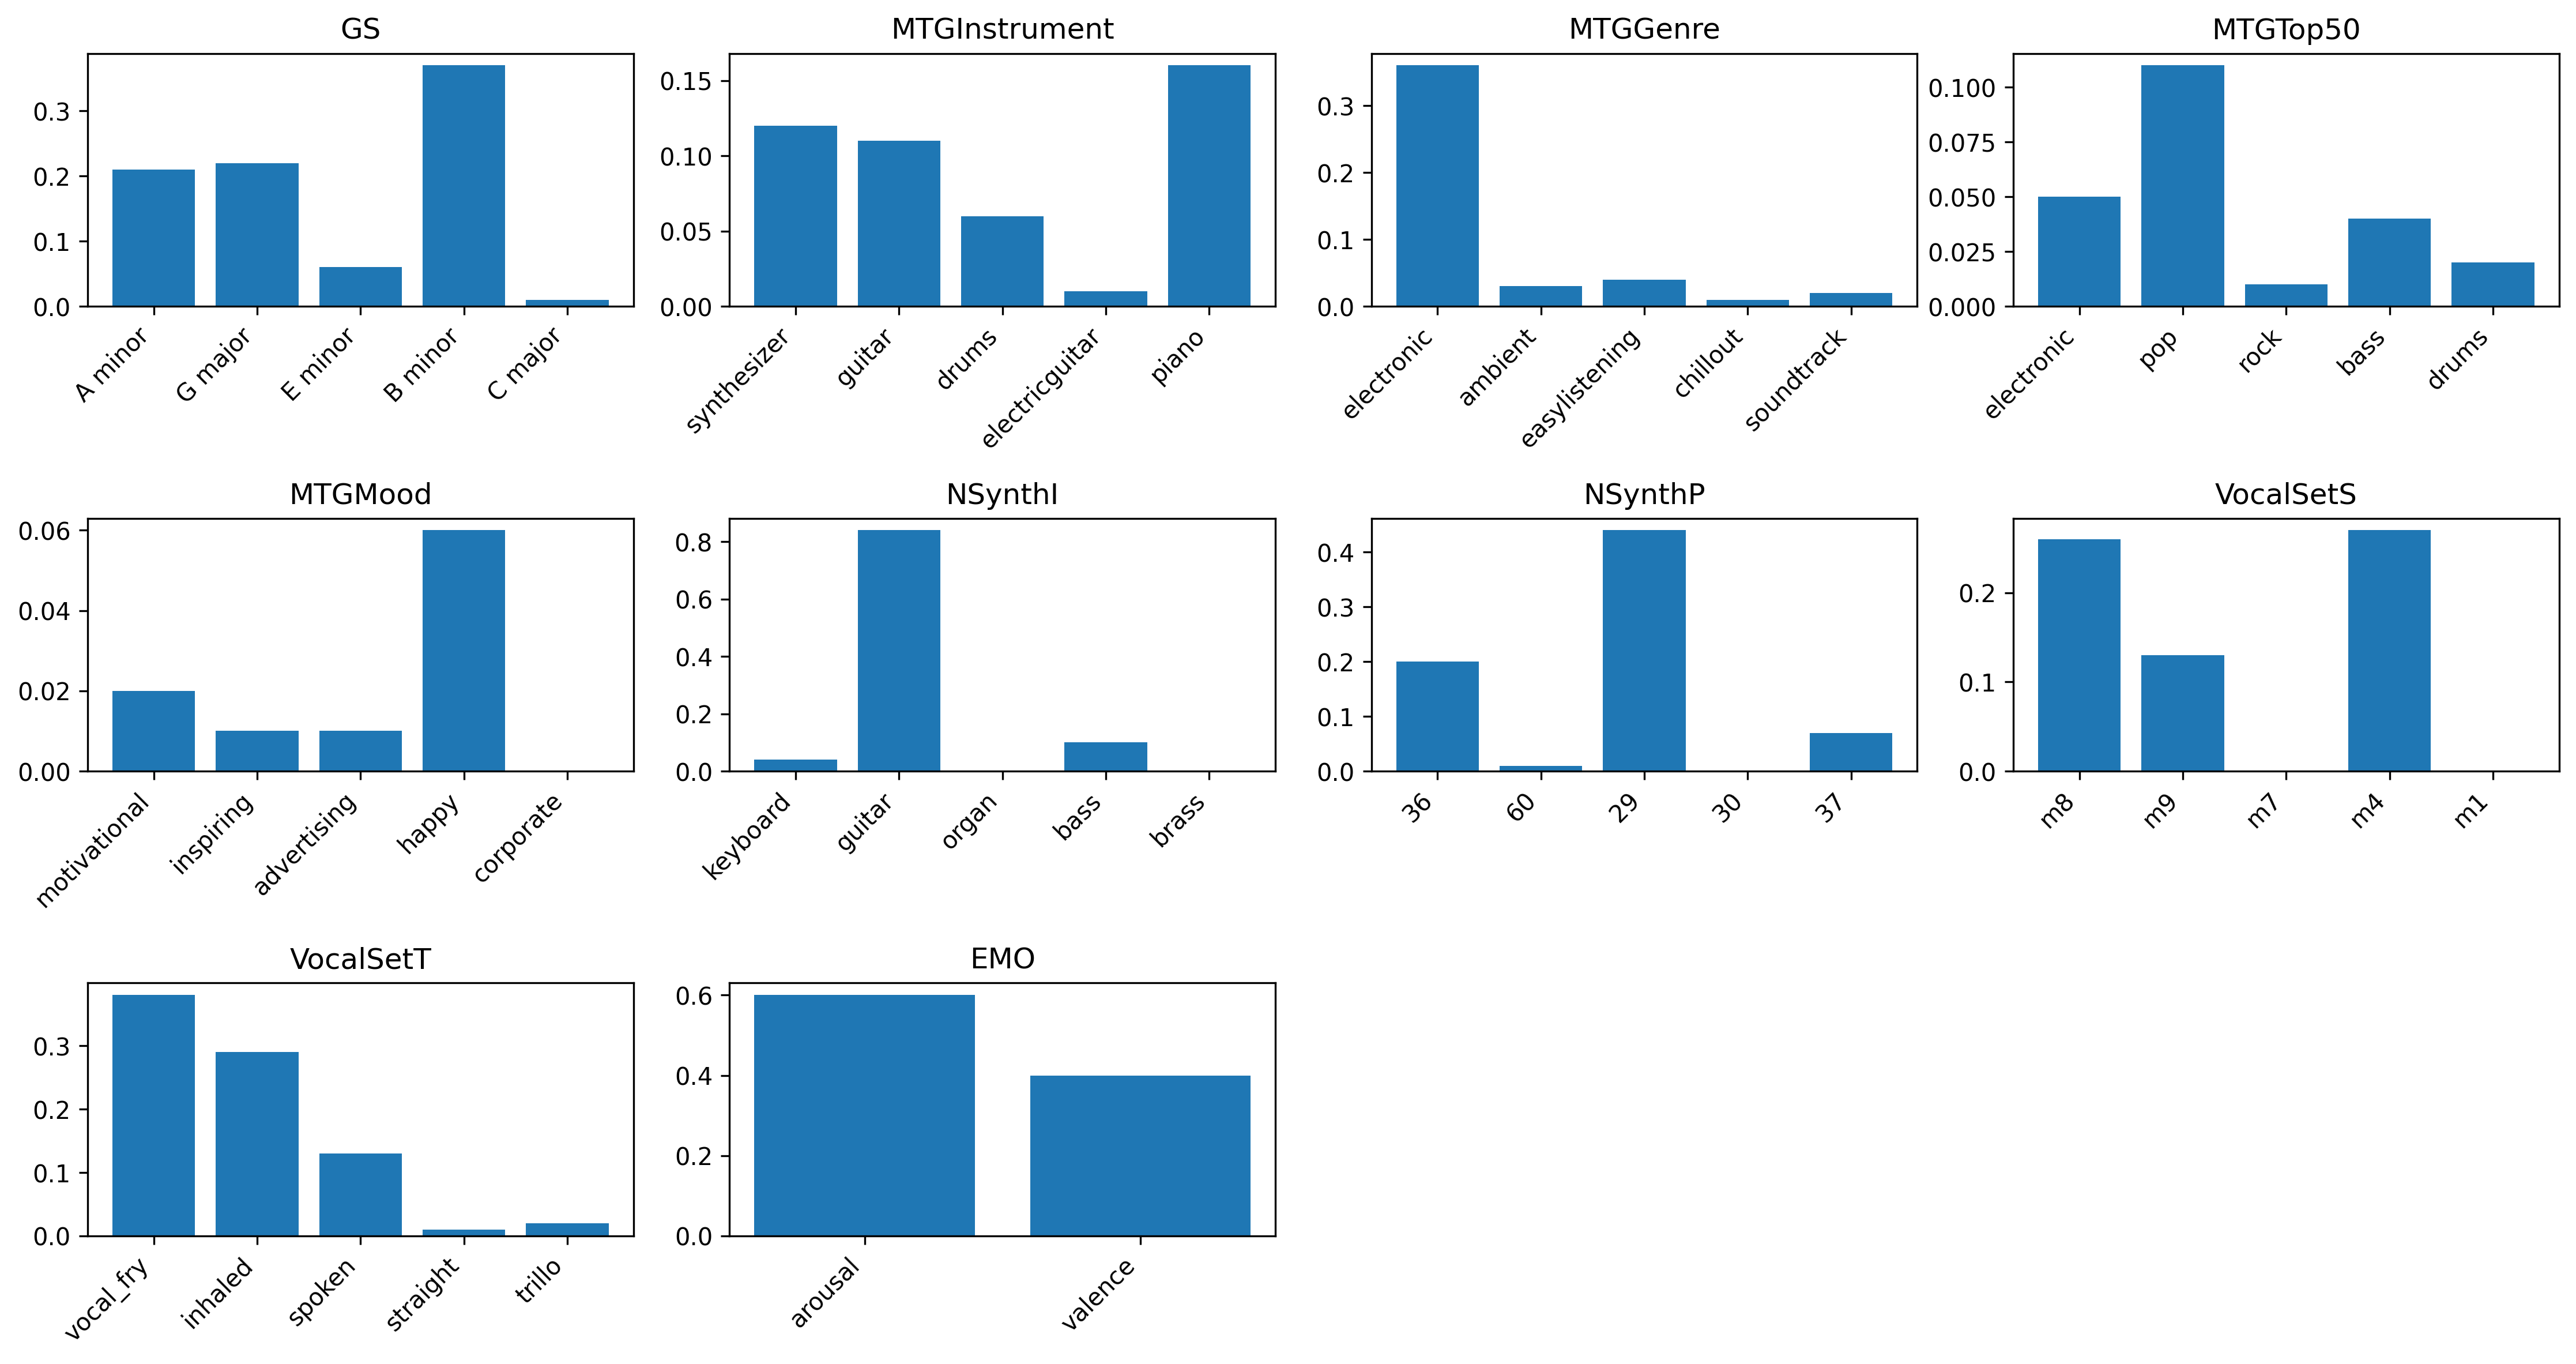 GS
0.3
0.2
0.1
0.0
A minor
G major
E minor
B minor
C major
MTGInstrument
0.15
0.10
0.05
0.00
synthesizer
guitar
drums
electricguitar
piano
MTGGenre
0.3
0.2
0.1
0.0
electronic
ambient
easylistening
chillout
soundtrack
MTGTop50
0.100
0.075
0.050
0.025
0.000
electronic
pop
rock
bass
drums
MTGMood
0.06
0.04
0.02
0.00
motivational
inspiring
advertising
happy
corporate
NSynthI
0.8
0.6
0.4
0.2
0.0
keyboard
guitar
organ
bass
brass
NSynthP
0.4
0.3
0.2
0.1
0.0
36
60
29
30
37
VocalSetS
0.2
0.1
0.0
m8
m9
m7
m4
m1
VocalSetT
0.3
0.2
0.1
0.0
vocal_fry
inhaled
spoken
straight
trillo
EMO
0.6
0.4
0.2
0.0
arousal
valence